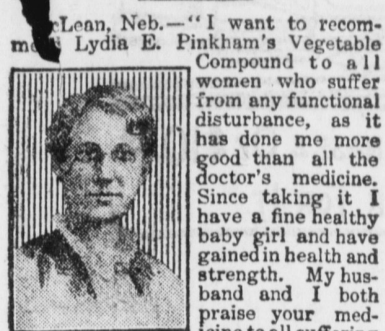 Lean, Neb.—"I want to recom-
Lydia E. Pinkham's Vegetable
Compound to all
women who suffer
from any functional
disturbance, as it
has done me more
good than all the
doctor's medicine.
Since taking it I
have a fine healthy
baby girl and have
gained in health and
strength. My hus-
band and I both
praise your med-